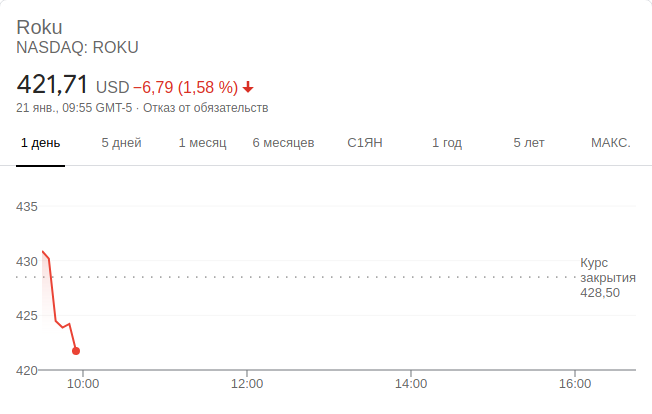 Roku
NASDAQ: ROKU
421,71 USD −6,79 (1,58 %)
21 янв., 09:55 GMT-5 · Отказ от обязательств
1 день 5 дней 1 месяц 6 месяцев С1ЯН 1 год 5 лет МАКС.
435
430
425
420
Курс
закрытия
428,50
10:00 12:00 14:00 16:00